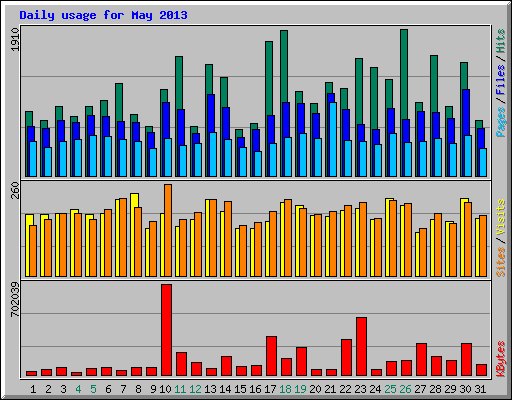 Daily usage for May 2013
1910
Pages / Files / Hits
260
Sites / Visits
702039
KBytes
1 2 3 4 5 6 7 8 9 10 11 12 13 14 15 16 17 18 19 20 21 22 23 24 25 26 27 28 29 30 31